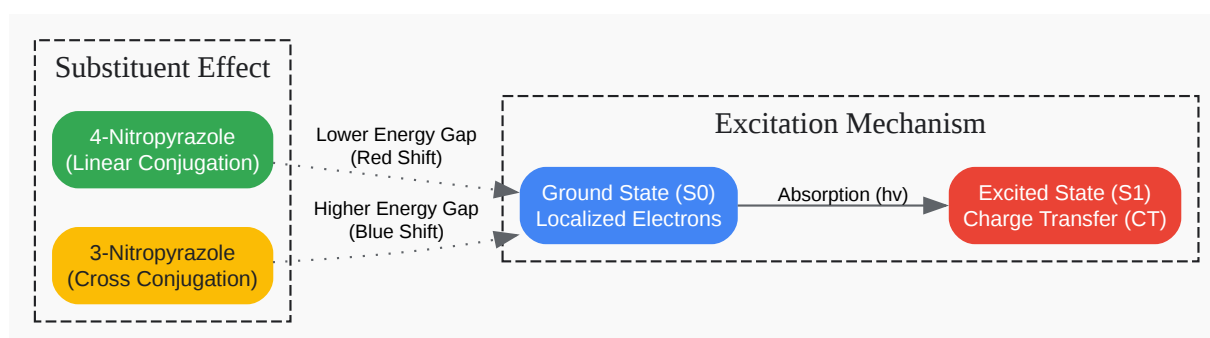 Substituent Effect
4-Nitropyrazole
(Linear Conjugation)
3-Nitropyrazole
(Cross Conjugation)
Lower Energy Gap
(Red Shift)
Higher Energy Gap
(Blue Shift)
Excitation Mechanism
Ground State (S0)
Localized Electrons
Absorption (hv)
Excited State (S1)
Charge Transfer (CT)